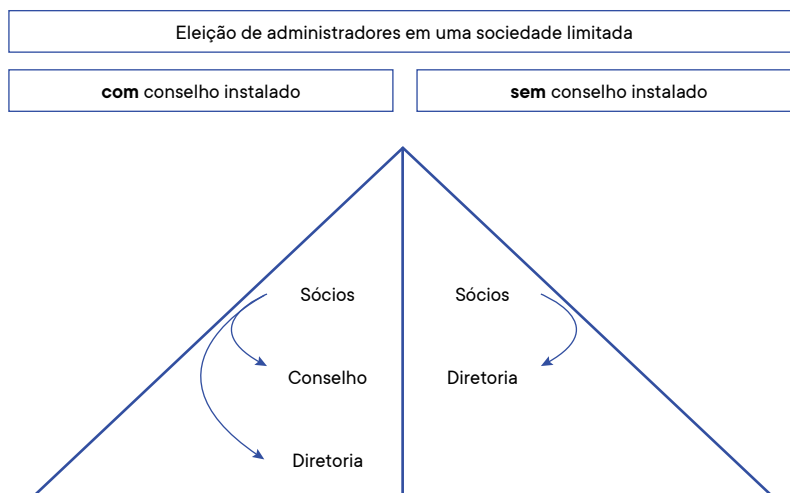 Eleição de administradores em uma sociedade limitada
com conselho instalado
sem conselho instalado
Sócios
Conselho
Diretoria
Sócios
Diretoria